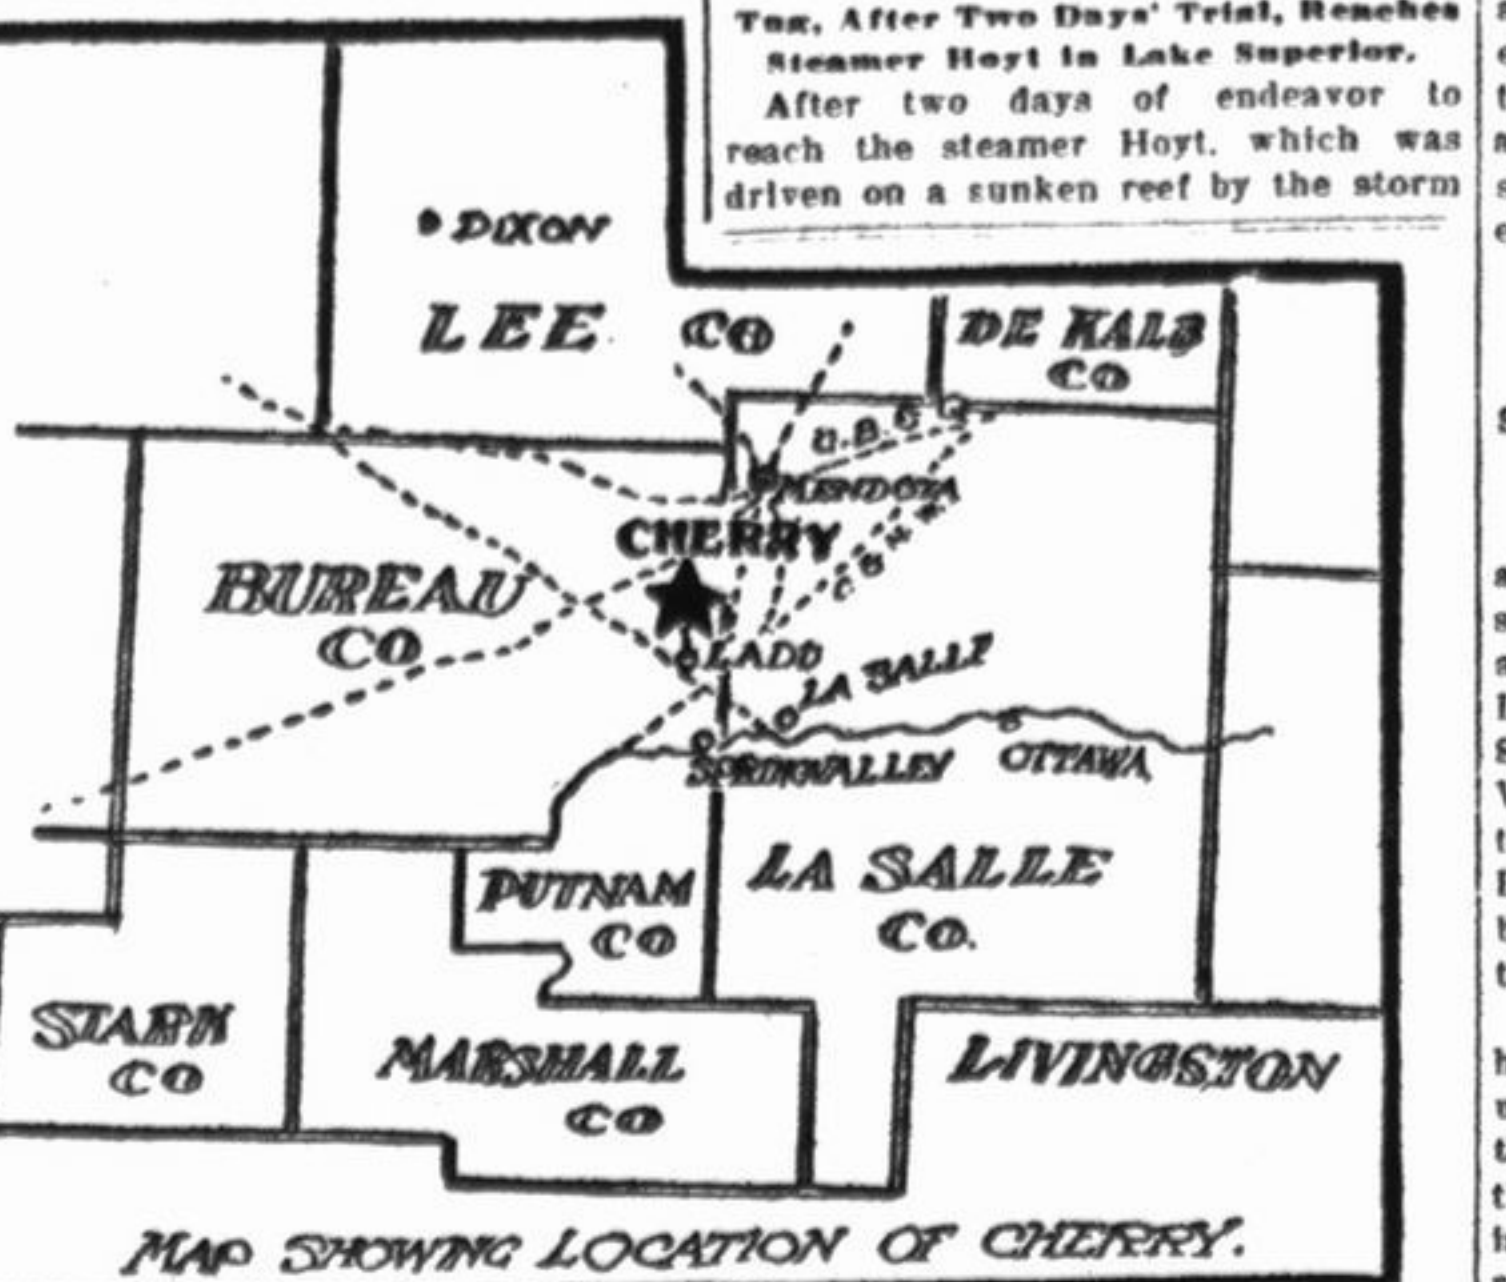 Tug, After Two Days' Trial, Reaches
Steamer Hoyt in Lake Superior.
After two days of endeavor to
reach the steamer Hoyt. which was
driven on a sunken reef by the storm
DIXON
LEE CO
DE KALB
CO
C.B.&
MENDOTA
CHERRY
BUREAU
CO
LADD
LA SALLE
SPRINGVALLEY
OTTAWA
PUTNAM
CO
LA SALLE
CO.
STARK
CO
MARSHALL
CO
LIVINGSTON
MAP SHOWING LOCATION OF CHERRY.